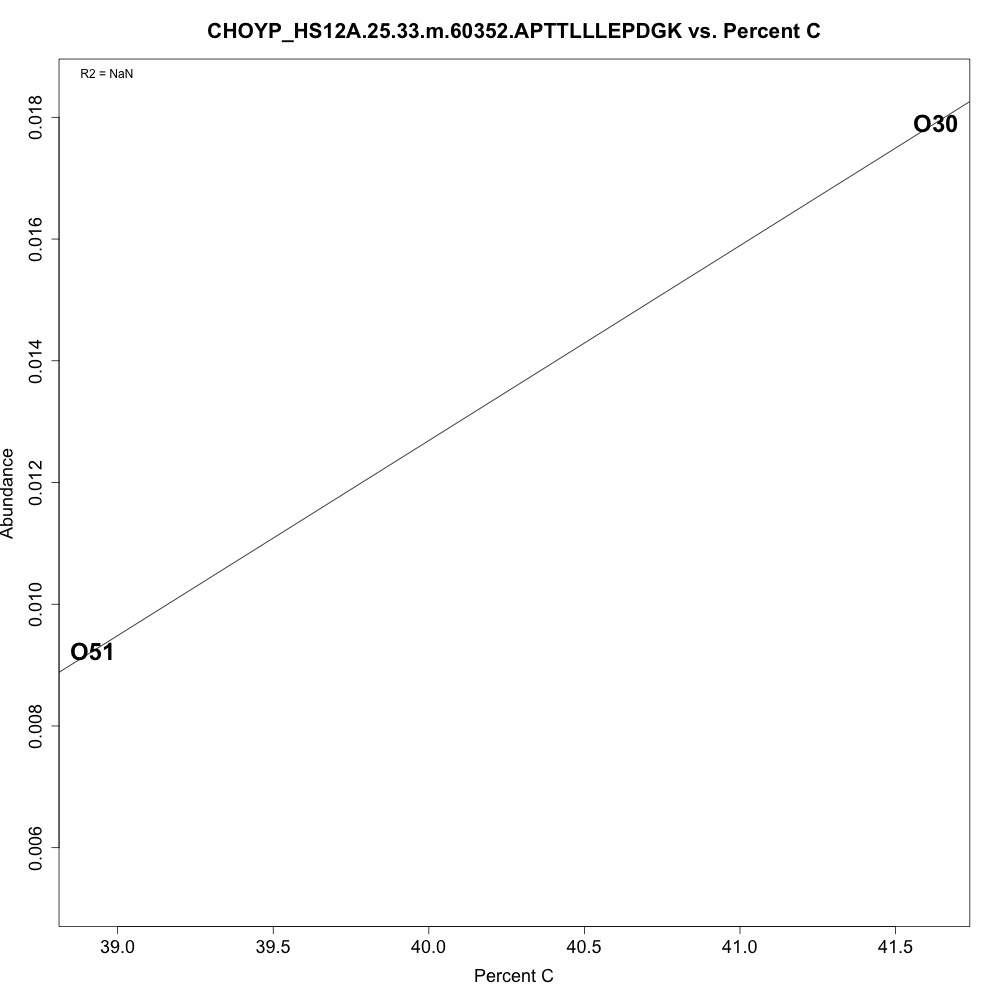 CHOYP_HS12A.25.33.m.60352.APTTLLLEPDGK vs. Percent C
R2 = NaN
0.018
0.016
0.014
0.012
0.010
0.008
0.006
Abundance
O30
O51
39.0 39.5 40.0 40.5 41.0 41.5
Percent C